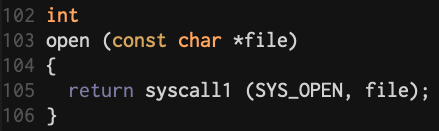 102 int
103 open (const char *file)
104 {
105   return syscall1 (SYS_OPEN, file);
106 }